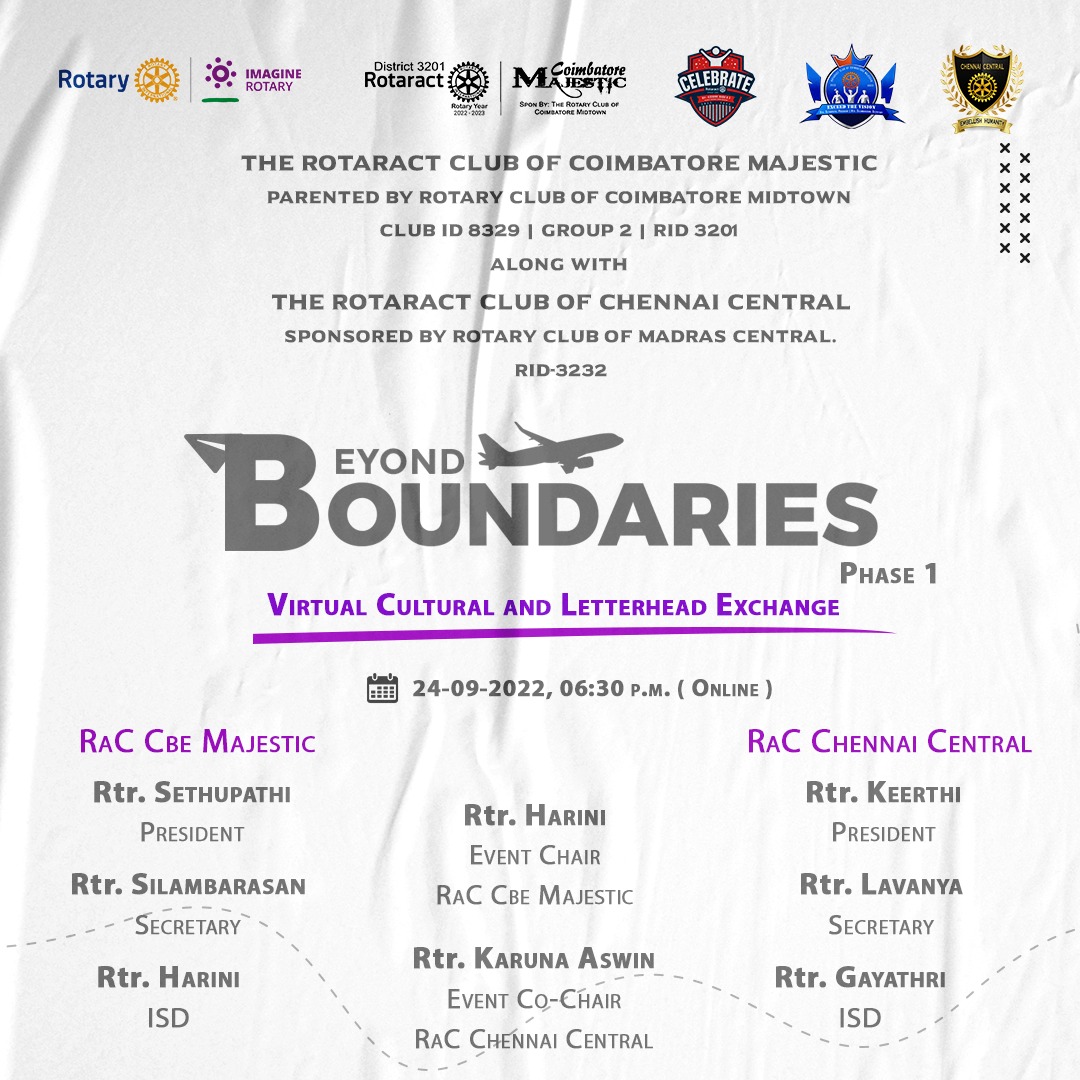 Rotary
IMAGINE
ROTARY
District 3201
Rotaract
Rotary Year
2022-2023
Coimbatore
MAJESTIC
SPON BY: THE ROTARY CLUB OF
COIMBATORE MIDTOWN
CELEBRATE
EXCEED THE VISION
CHENNAI CENTRAL
EMBELLISH HUMANITY
THE ROTARACT CLUB OF COIMBATORE MAJESTIC
PARENTED BY ROTARY CLUB OF COIMBATORE MIDTOWN
CLUB ID 8329 | GROUP 2 | RID 3201
ALONG WITH
THE ROTARACT CLUB OF CHENNAI CENTRAL
SPONSORED BY ROTARY CLUB OF MADRAS CENTRAL.
RID-3232
BEYOND
BOUNDARIES
PHASE 1
VIRTUAL CULTURAL AND LETTERHEAD EXCHANGE
24-09-2022, 06:30 P.M. ( ONLINE )
RAC CBE MAJESTIC
Rtr. SETHUPATHI
PRESIDENT
Rtr. SILAMBARASAN
SECRETARY
Rtr. HARINI
ISD
Rtr. HARINI
EVENT CHAIR
RAC CBE MAJESTIC
Rtr. KARUNA ASWIN
EVENT CO-CHAIR
RAC CHENNAI CENTRAL
RAC CHENNAI CENTRAL
Rtr. KEERTHI
PRESIDENT
Rtr. LAVANYA
SECRETARY
Rtr. GAYATHRI
ISD